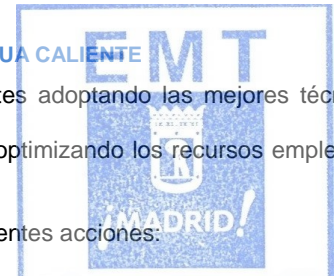 UA CALIENTE
EMT
tes adoptando las mejores téc
optimizando los recursos emple
¡MADRID!
entes acciones: